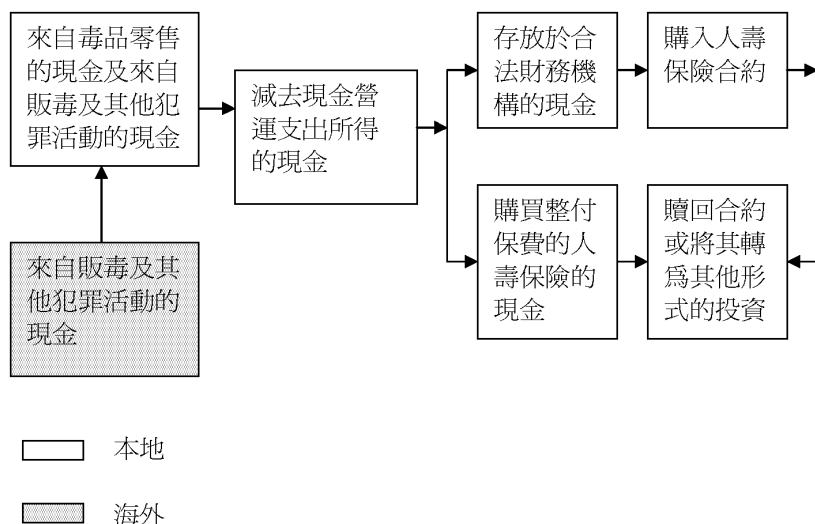 來自毒品零售
的現金及來自
販毒及其他犯
罪活動的現金
減去現金營
運支出所得
的現金
存放於合
法財務機
構的現金
購入人壽
保險合約
來自販毒及其
他犯罪活動的
現金
購買整付
保費的人
壽保險的
現金
贖回合約
或將其轉
爲其他形
式的投資
本地
海外